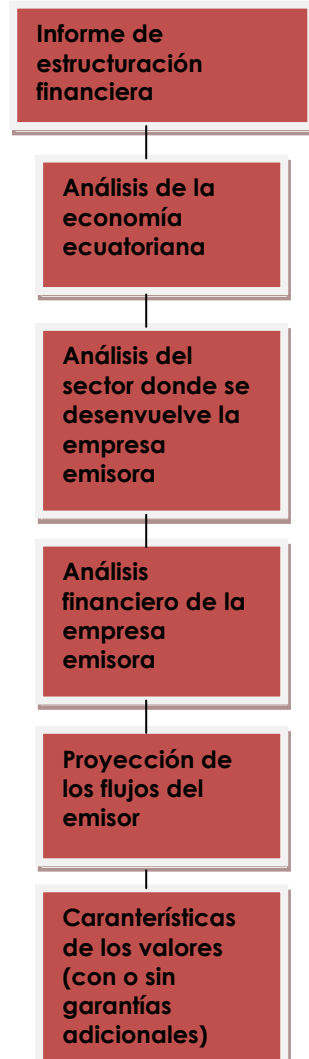 Informe de
estructuración
financiera
Análisis de la
economía
ecuatoriana
Análisis del
sector donde se
desenvuelve la
empresa
emisora
Análisis
financiero de la
empresa
emisora
Proyección de
los flujos del
emisor
Caranterísticas
de los valores
(con o sin
garantías
adicionales)